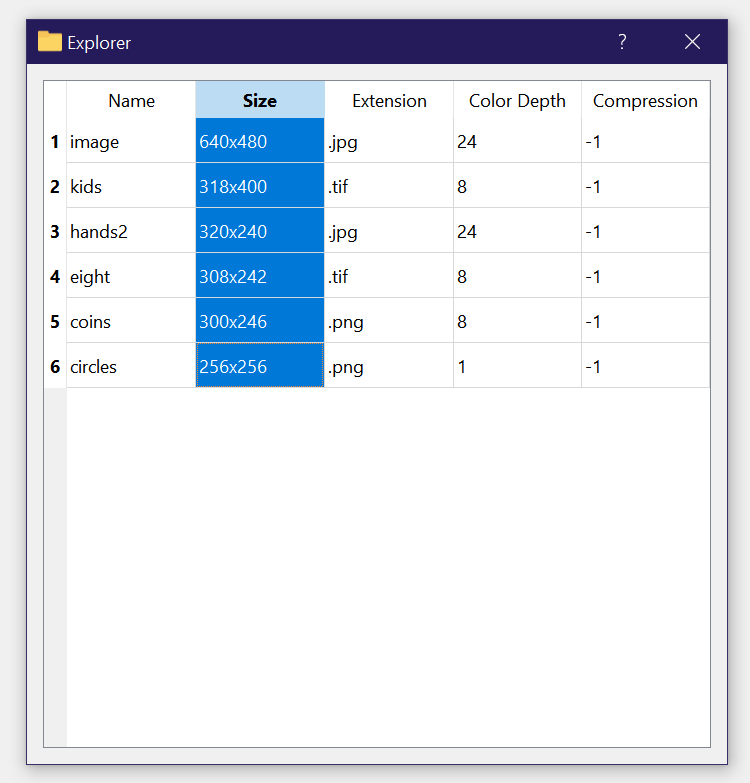 Explorer ?
Name Size Extension Color Depth Compression
1 image 640x480 .jpg 24 -1
2 kids 318x400 .tif 8 -1
3 hands2 320x240 .jpg 24 -1
4 eight 308x242 .tif 8 -1
5 coins 300x246 .png 8 -1
6 circles 256x256 .png 1 -1